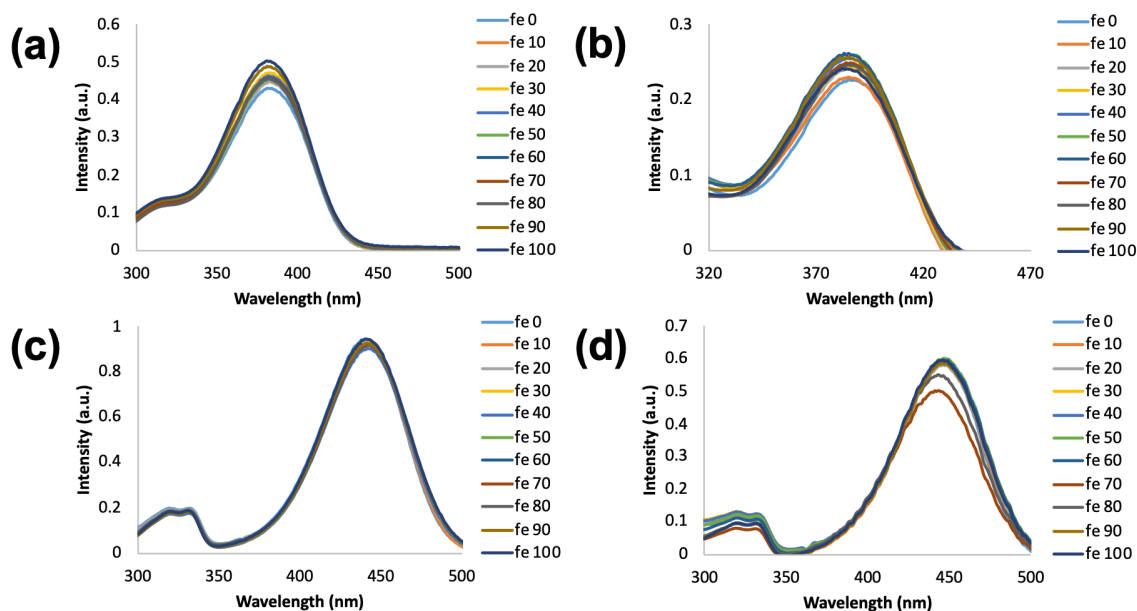 (a)
Intensity (a.u.)
0.6
0.5
0.4
0.3
0.2
0.1
0
300
350
400
450
500
Wavelength (nm)
fe 0
fe 10
fe 20
fe 30
fe 40
fe 50
fe 60
fe 70
fe 80
fe 90
fe 100
(b)
Intensity (a.u.)
0.3
0.2
0.1
0
320
370
420
470
Wavelength (nm)
fe 0
fe 10
fe 20
fe 30
fe 40
fe 50
fe 60
fe 70
fe 80
fe 90
fe 100
(c)
Intensity (a.u.)
1
0.8
0.6
0.4
0.2
0
300
350
400
450
500
Wavelength (nm)
fe 0
fe 10
fe 20
fe 30
fe 40
fe 50
fe 60
fe 70
fe 80
fe 90
fe 100
(d)
Intensity (a.u.)
0.7
0.6
0.5
0.4
0.3
0.2
0.1
0
300
350
400
450
500
Wavelength (nm)
fe 0
fe 10
fe 20
fe 30
fe 40
fe 50
fe 60
fe 70
fe 80
fe 90
fe 100